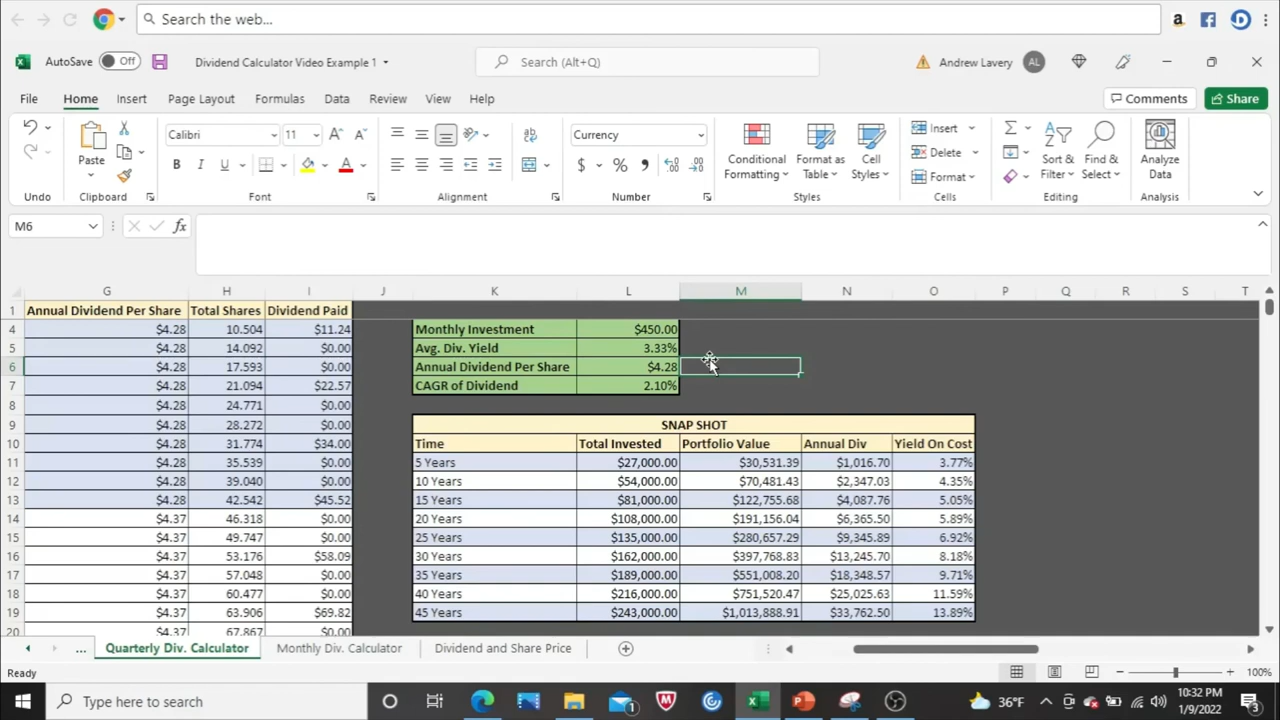 Search the web...
AutoSave Off Dividend Calculator Video Example 1 Search (Alt+Q) Andrew Lavery AL
File Home Insert Page Layout Formulas Data Review View Help Comments Share
Calibri 11 Currency
Paste Conditional Formatting Format as Table Cell Styles Insert Delete Format Sort & Filter Find & Select Analyze Data
Undo Clipboard Font Alignment Number Styles Cells Editing Analysis
M6 fx
G H I J K L M N O P Q R S T
1 Annual Dividend Per Share Total Shares Dividend Paid
4 $4.28 10.504 $11.24 Monthly Investment $450.00
5 $4.28 14.092 $0.00 Avg. Div. Yield 3.33%
6 $4.28 17.593 $0.00 Annual Dividend Per Share $4.28
7 $4.28 21.094 $22.57 CAGR of Dividend 2.10%
8 $4.28 24.771 $0.00
9 $4.28 28.272 $0.00 SNAP SHOT
10 $4.28 31.774 $34.00 Time Total Invested Portfolio Value Annual Div Yield On Cost
11 $4.28 35.539 $0.00 5 Years $27,000.00 $30,531.39 $1,016.70 3.77%
12 $4.28 39.040 $0.00 10 Years $54,000.00 $70,481.43 $2,347.03 4.35%
13 $4.28 42.542 $45.52 15 Years $81,000.00 $122,755.68 $4,087.76 5.05%
14 $4.37 46.318 $0.00 20 Years $108,000.00 $191,156.04 $6,365.50 5.89%
15 $4.37 49.747 $0.00 25 Years $135,000.00 $280,657.29 $9,345.89 6.92%
16 $4.37 53.176 $58.09 30 Years $162,000.00 $397,768.83 $13,245.70 8.18%
17 $4.37 57.048 $0.00 35 Years $189,000.00 $551,008.20 $18,348.57 9.71%
18 $4.37 60.477 $0.00 40 Years $216,000.00 $751,520.47 $25,025.63 11.59%
19 $4.37 63.906 $69.82 45 Years $243,000.00 $1,013,888.91 $33,762.50 13.89%
20 $4.37 67.867 $0.00
... Quarterly Div. Calculator Monthly Div. Calculator Dividend and Share Price
Ready 100%
Type here to search 1 36°F 10:32 PM
1/9/2022 3